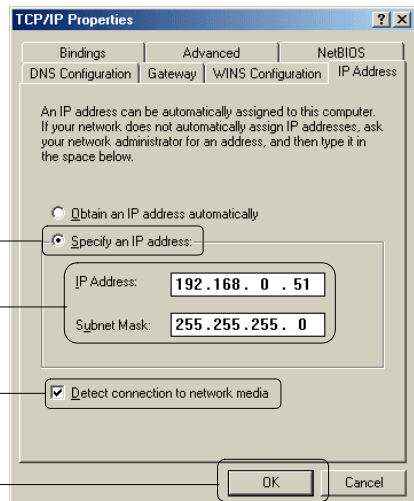 TCP/IP Properties
? X
Bindings Advanced NetBIOS
DNS Configuration Gateway WINS Configuration IP Address
An IP address can be automatically assigned to this computer.
If your network does not automatically assign IP addresses, ask
your network administrator for an address, and then type it in
the space below.
Obtain an IP address automatically
Specify an IP address:
IP Address: 192.168. 0 .51
Subnet Mask: 255.255.255. 0
Detect connection to network media
OK Cancel